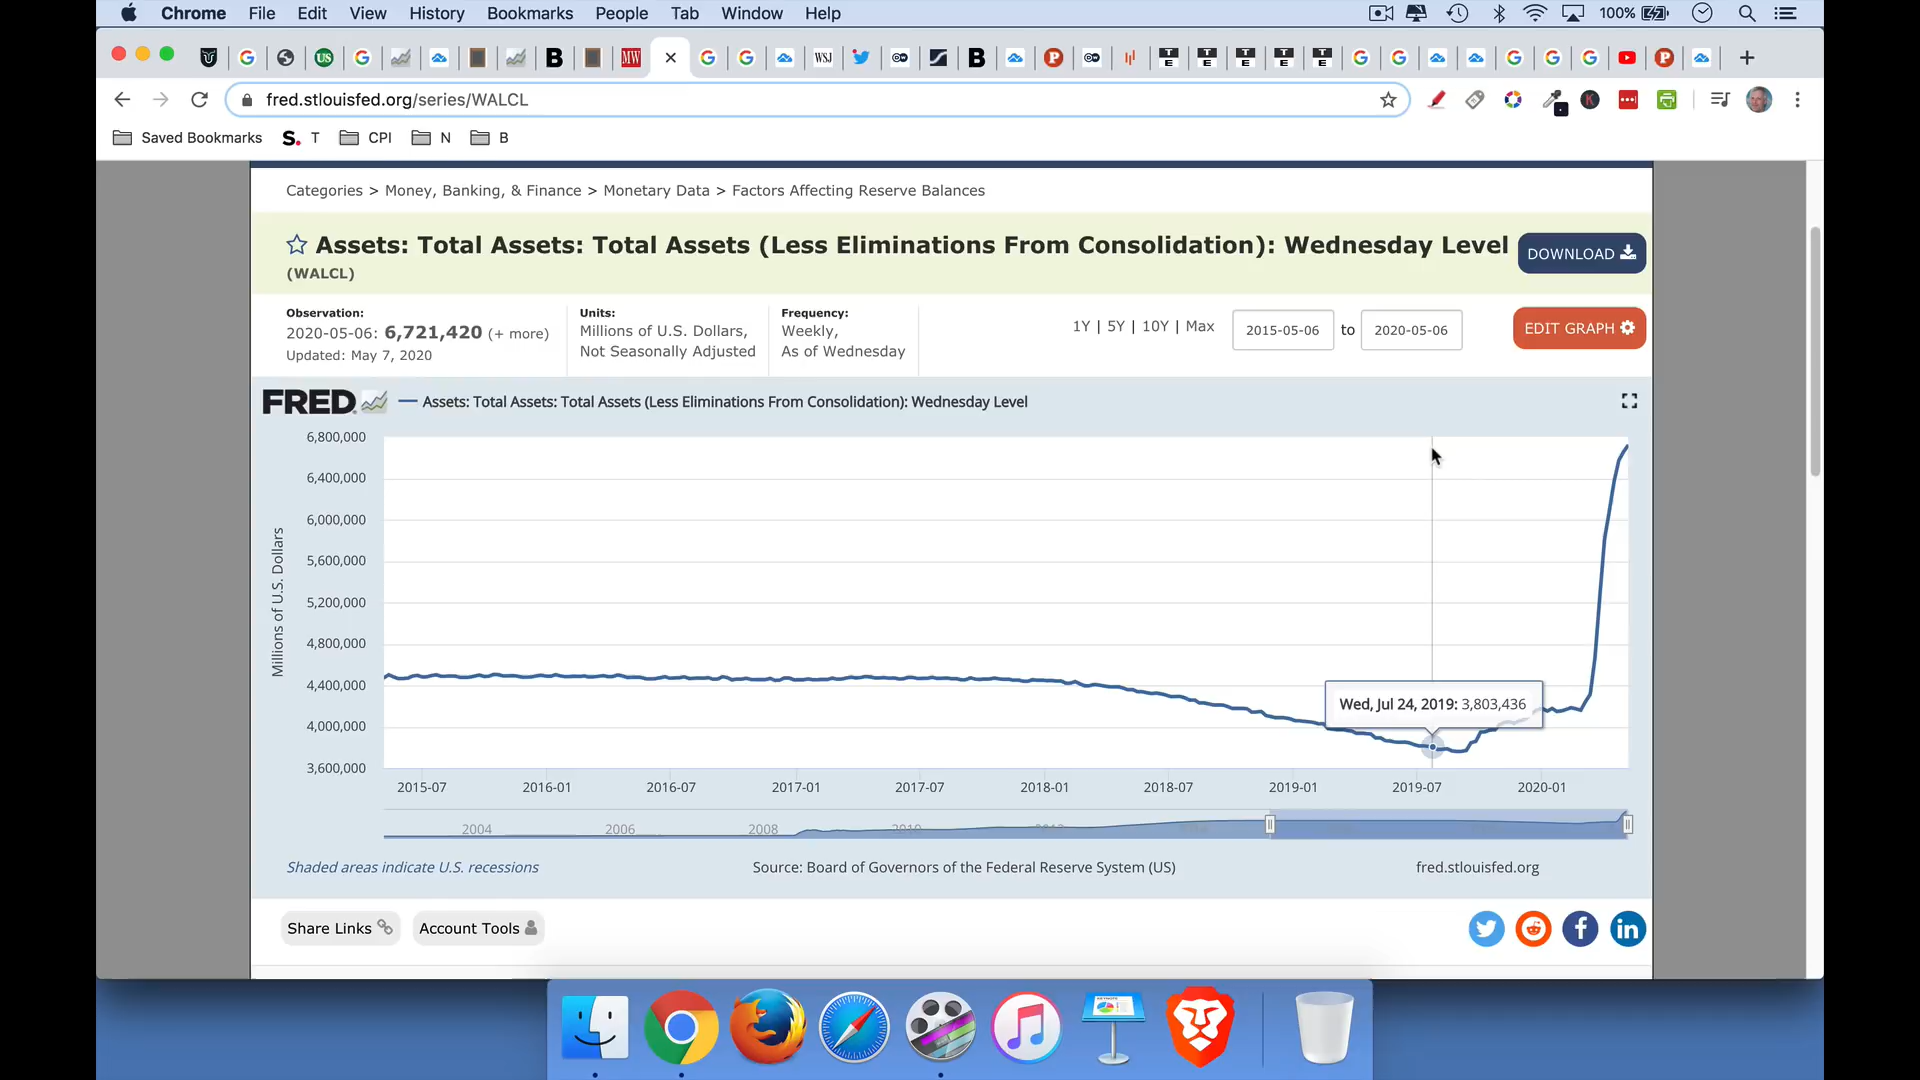 Chrome File Edit View History Bookmarks People Tab Window Help 100%
US B MW WSJ B T E T E T E T E T E
fred.stlouisfed.org/series/WALCL
Saved Bookmarks S. T CPI N B
Categories > Money, Banking, & Finance > Monetary Data > Factors Affecting Reserve Balances
Assets: Total Assets: Total Assets (Less Eliminations From Consolidation): Wednesday Level
(WALCL)
DOWNLOAD
Observation:
2020-05-06: 6,721,420 (+ more)
Updated: May 7, 2020
Units:
Millions of U.S. Dollars,
Not Seasonally Adjusted
Frequency:
Weekly,
As of Wednesday
1Y | 5Y | 10Y | Max 2015-05-06 to 2020-05-06
EDIT GRAPH
FRED Assets: Total Assets: Total Assets (Less Eliminations From Consolidation): Wednesday Level
Millions of U.S. Dollars
6,800,000
6,400,000
6,000,000
5,600,000
5,200,000
4,800,000
4,400,000
4,000,000
3,600,000
Wed, Jul 24, 2019: 3,803,436
2015-07 2016-01 2016-07 2017-01 2017-07 2018-01 2018-07 2019-01 2019-07 2020-01
2004 2006 2008 2010 2012
Shaded areas indicate U.S. recessions Source: Board of Governors of the Federal Reserve System (US) fred.stlouisfed.org
Share Links Account Tools